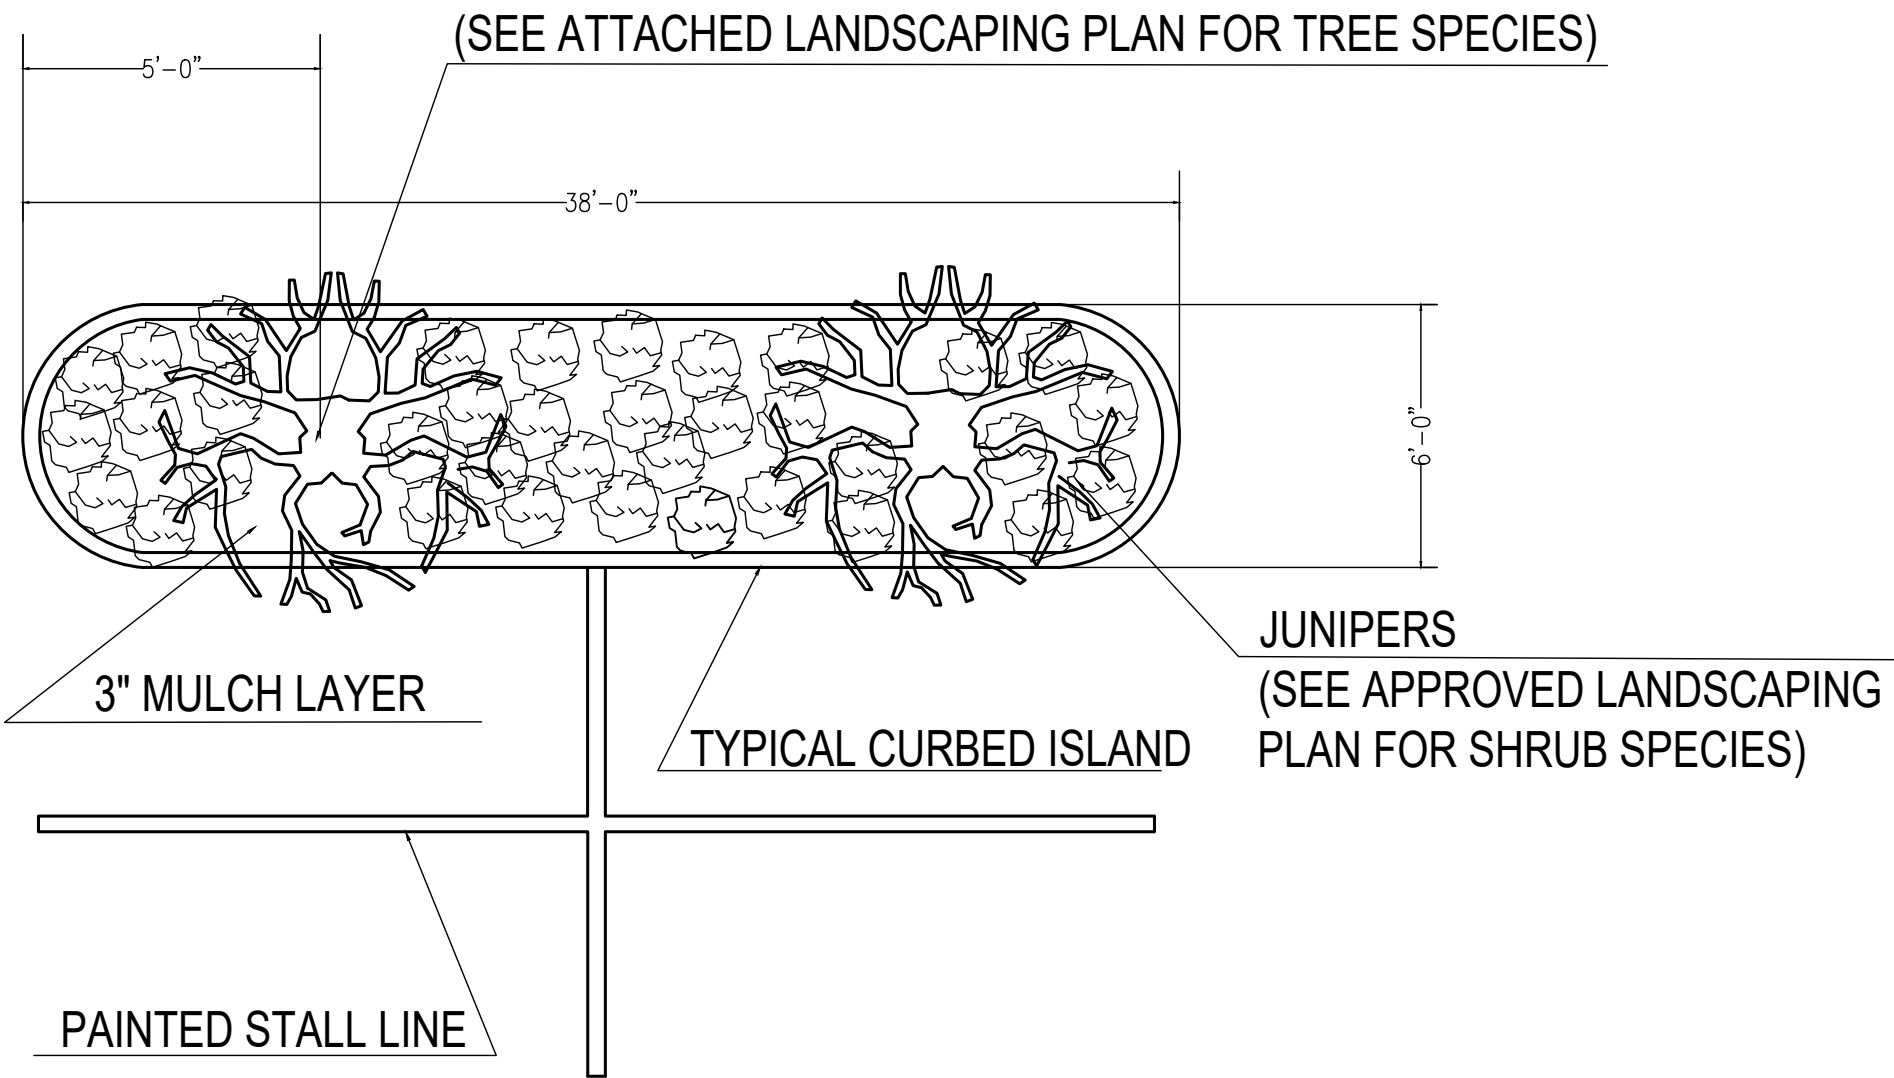 (SEE ATTACHED LANDSCAPING PLAN FOR TREE SPECIES)
5'-0"
38'-0"
6'-0"
JUNIPERS
(SEE APPROVED LANDSCAPING
PLAN FOR SHRUB SPECIES)
3" MULCH LAYER
TYPICAL CURBED ISLAND
PAINTED STALL LINE